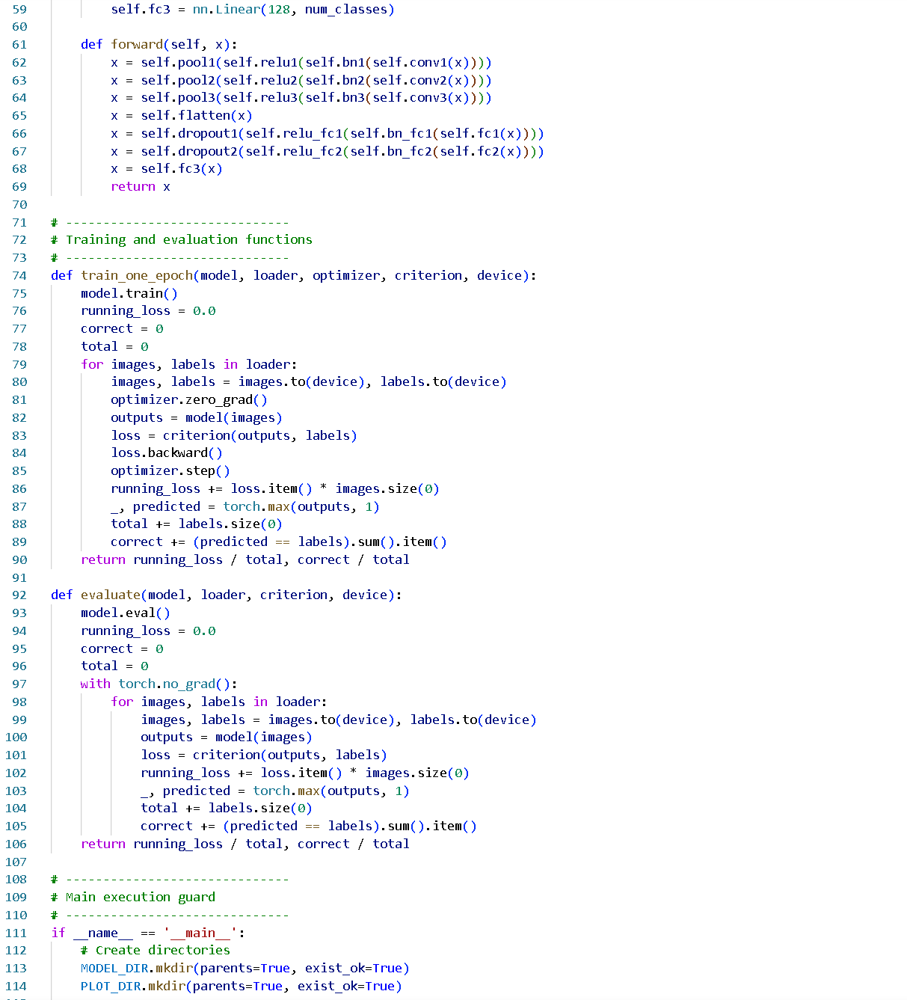 59 self.fc3 = nn.Linear(128, num_classes)
60
61 def forward(self, x):
62 x = self.pool1(self.relu1(self.bn1(self.conv1(x))))
63 x = self.pool2(self.relu2(self.bn2(self.conv2(x))))
64 x = self.pool3(self.relu3(self.bn3(self.conv3(x))))
65 x = self.flatten(x)
66 x = self.dropout1(self.relu_fc1(self.bn_fc1(self.fc1(x))))
67 x = self.dropout2(self.relu_fc2(self.bn_fc2(self.fc2(x))))
68 x = self.fc3(x)
69 return x
70
71 # ------------------------------
72 # Training and evaluation functions
73 # ------------------------------
74 def train_one_epoch(model, loader, optimizer, criterion, device):
75 model.train()
76 running_loss = 0.0
77 correct = 0
78 total = 0
79 for images, labels in loader:
80 images, labels = images.to(device), labels.to(device)
81 optimizer.zero_grad()
82 outputs = model(images)
83 loss = criterion(outputs, labels)
84 loss.backward()
85 optimizer.step()
86 running_loss += loss.item() * images.size(0)
87 _, predicted = torch.max(outputs, 1)
88 total += labels.size(0)
89 correct += (predicted == labels).sum().item()
90 return running_loss / total, correct / total
91
92 def evaluate(model, loader, criterion, device):
93 model.eval()
94 running_loss = 0.0
95 correct = 0
96 total = 0
97 with torch.no_grad():
98 for images, labels in loader:
99 images, labels = images.to(device), labels.to(device)
100 outputs = model(images)
101 loss = criterion(outputs, labels)
102 running_loss += loss.item() * images.size(0)
103 _, predicted = torch.max(outputs, 1)
104 total += labels.size(0)
105 correct += (predicted == labels).sum().item()
106 return running_loss / total, correct / total
107
108 # ------------------------------
109 # Main execution guard
110 # ------------------------------
111 if __name__ == '__main__':
112 # Create directories
113 MODEL_DIR.mkdir(parents=True, exist_ok=True)
114 PLOT_DIR.mkdir(parents=True, exist_ok=True)